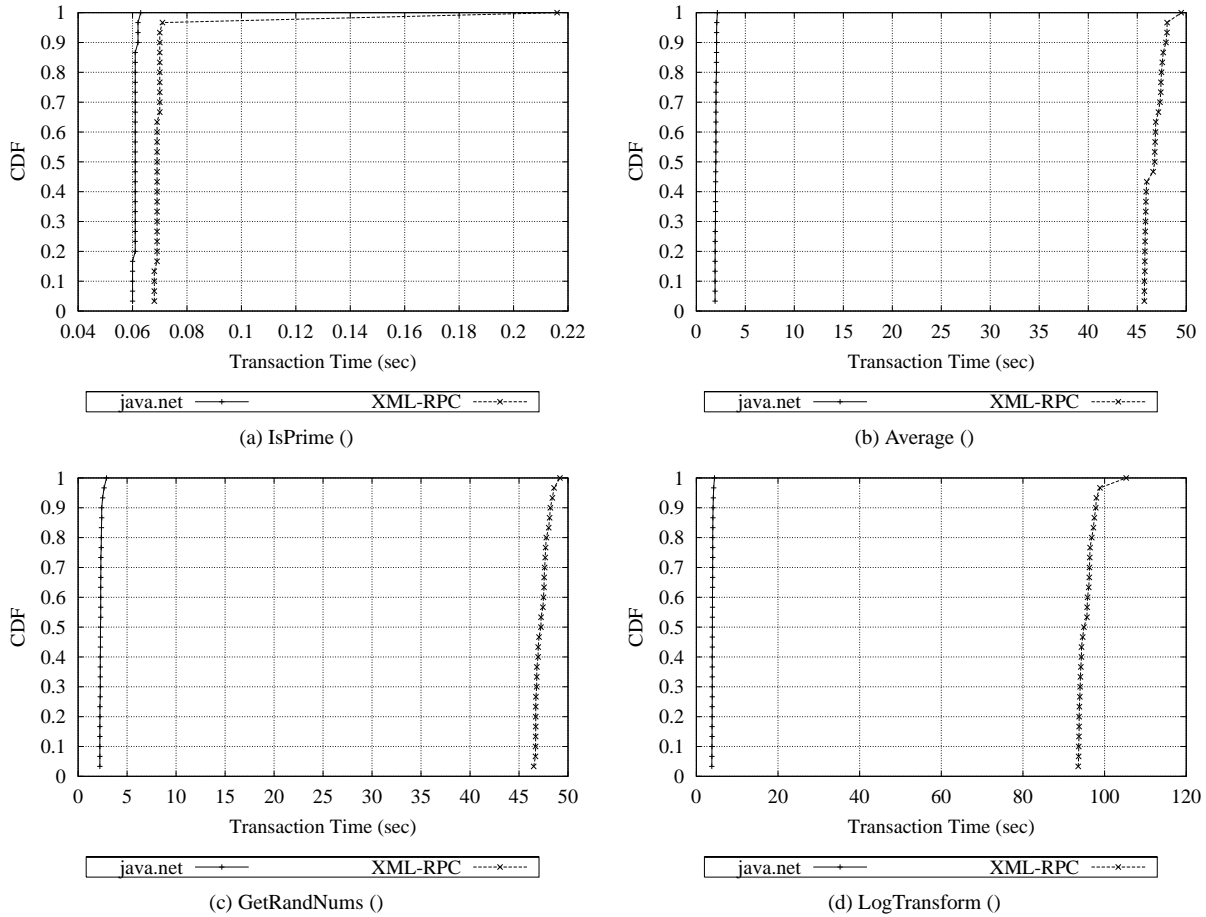 1
0.9
0.8
0.7
0.6
0.5
0.4
0.3
0.2
0.1
0
CDF
0.04 0.06 0.08 0.1 0.12 0.14 0.16 0.18 0.2 0.22
Transaction Time (sec)
java.net XML-RPC
(a) IsPrime ()
1
0.9
0.8
0.7
0.6
0.5
0.4
0.3
0.2
0.1
0
CDF
0 5 10 15 20 25 30 35 40 45 50
Transaction Time (sec)
java.net XML-RPC
(b) Average ()
1
0.9
0.8
0.7
0.6
0.5
0.4
0.3
0.2
0.1
0
CDF
0 5 10 15 20 25 30 35 40 45 50
Transaction Time (sec)
java.net XML-RPC
(c) GetRandNums ()
1
0.9
0.8
0.7
0.6
0.5
0.4
0.3
0.2
0.1
0
CDF
0 20 40 60 80 100 120
Transaction Time (sec)
java.net XML-RPC
(d) LogTransform ()